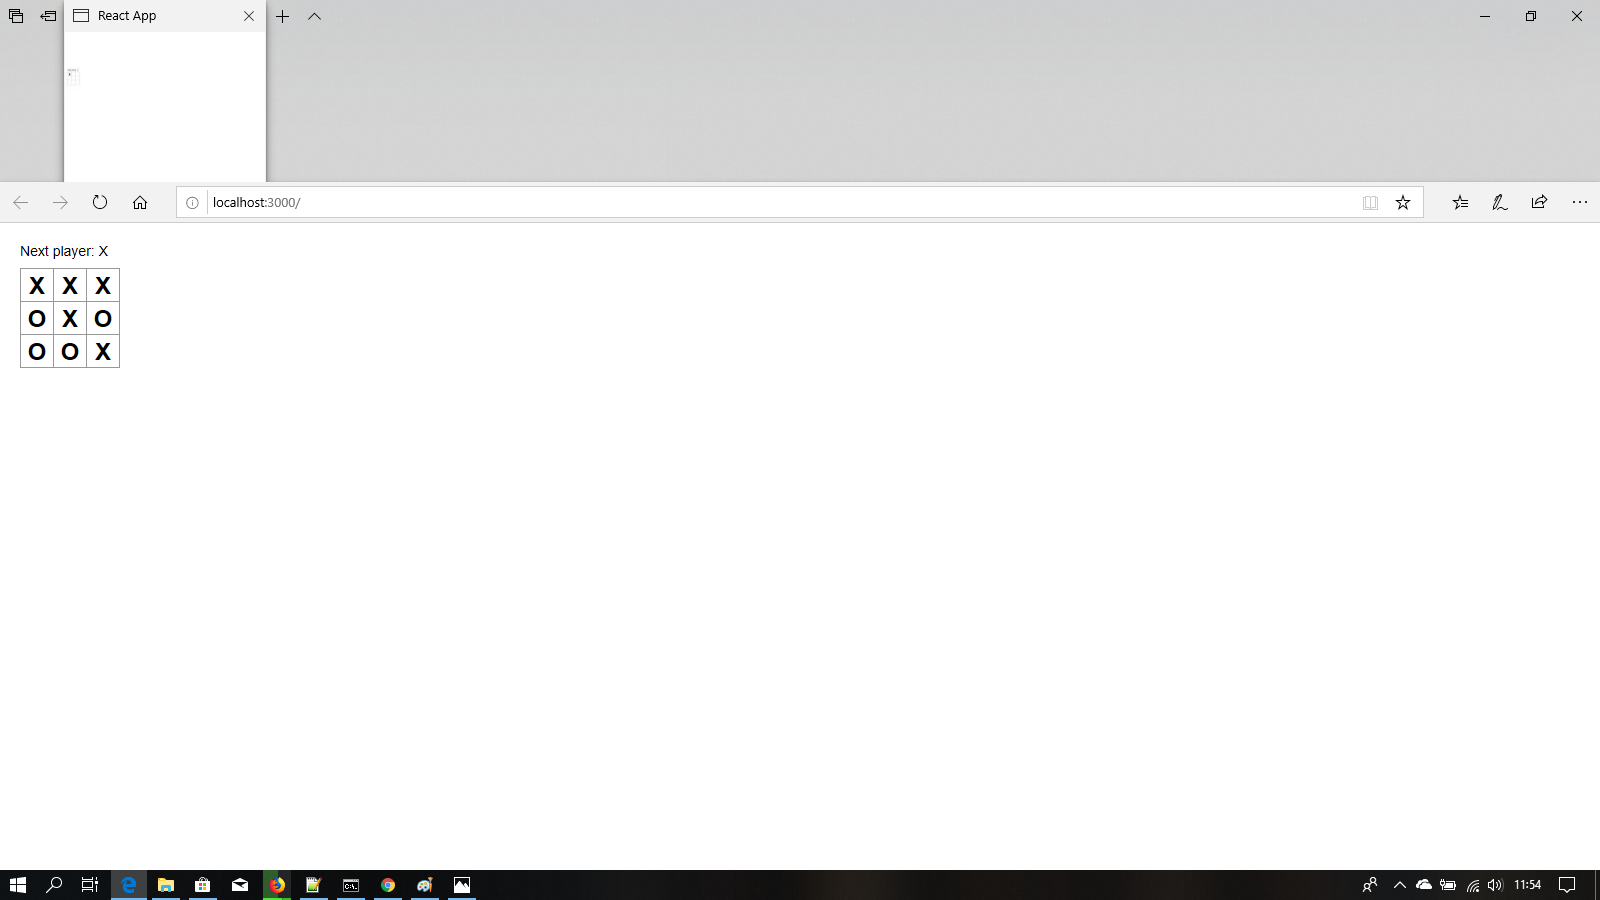 React App
localhost:3000/
Next player: X
X X X
O X O
O O X
11:54